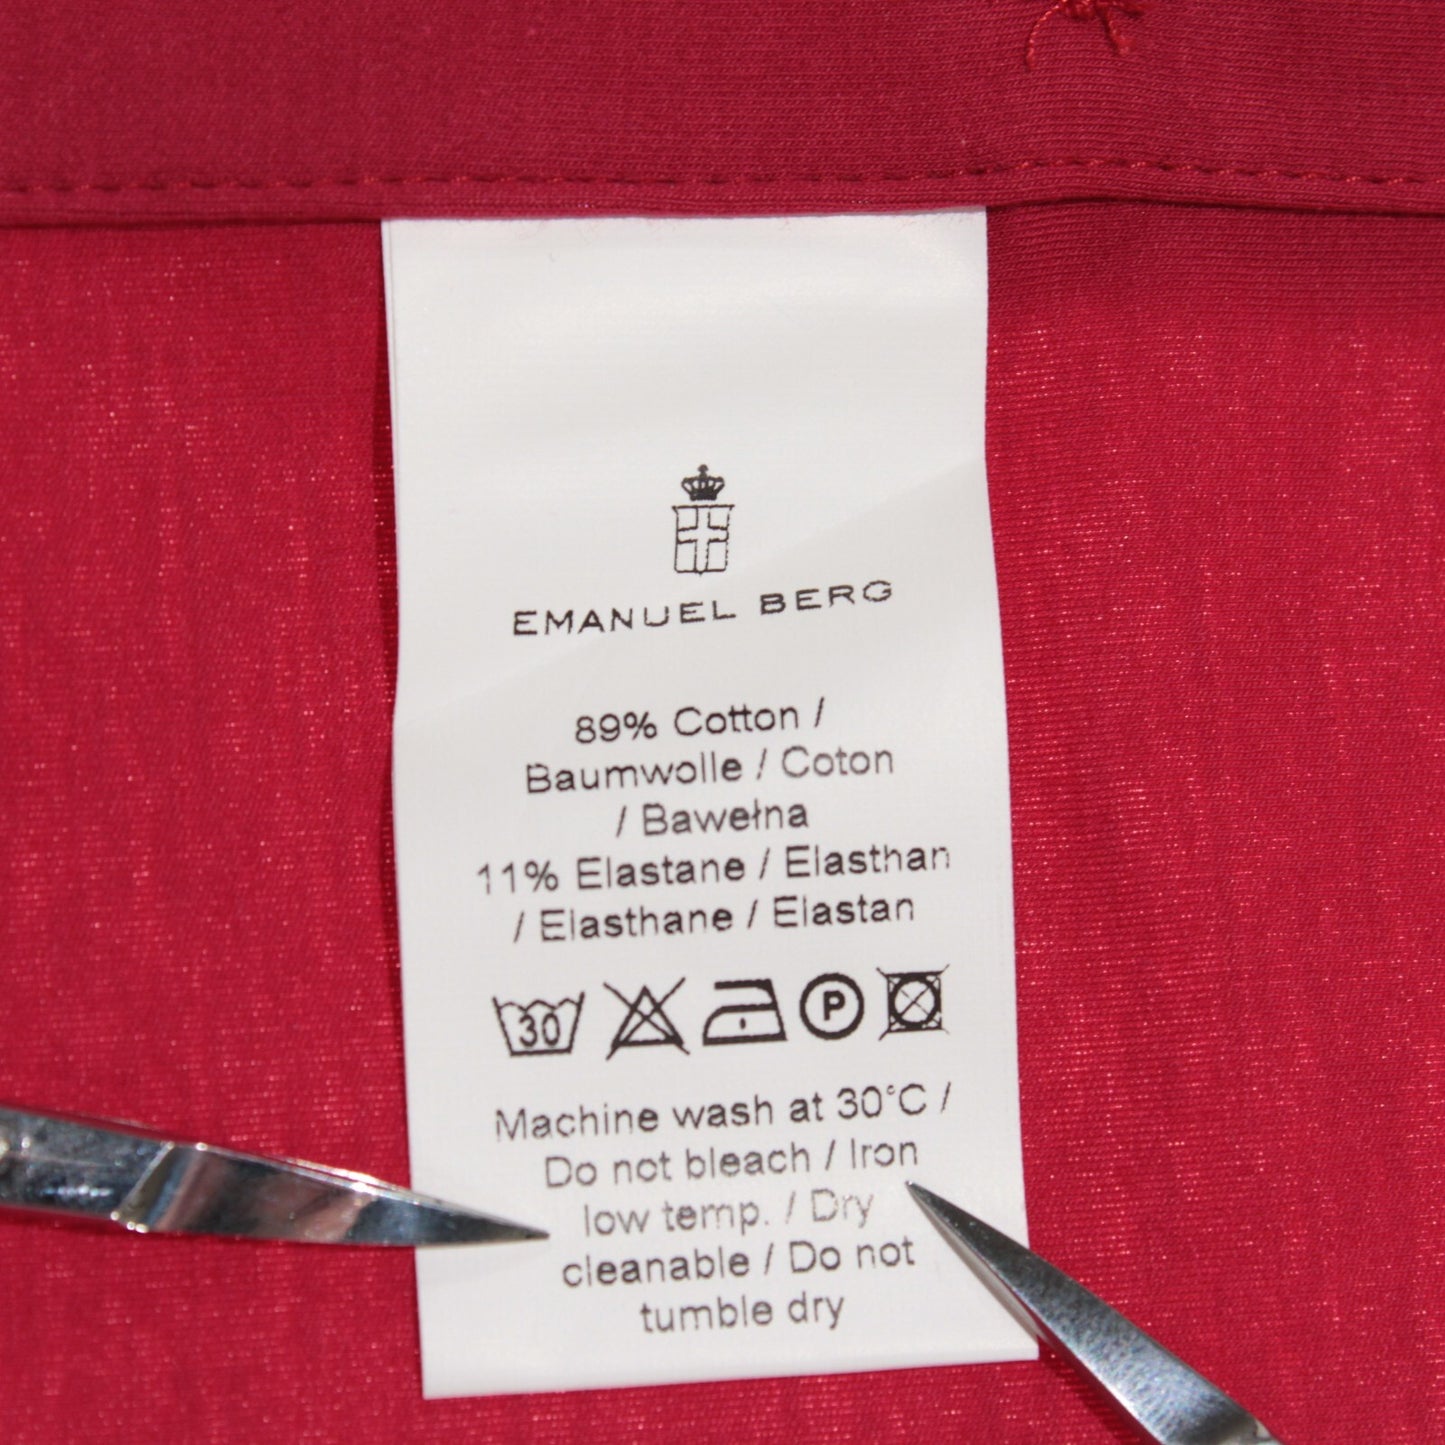 EMANUEL BERG
89% Cotton /
Baumwolle / Coton
/ Bawełna
11% Elastane / Elasthan
/ Elasthane / Elastan
30 P
Machine wash at 30°C /
Do not bleach / Iron
low temp. / Dry
cleanable / Do not
tumble dry